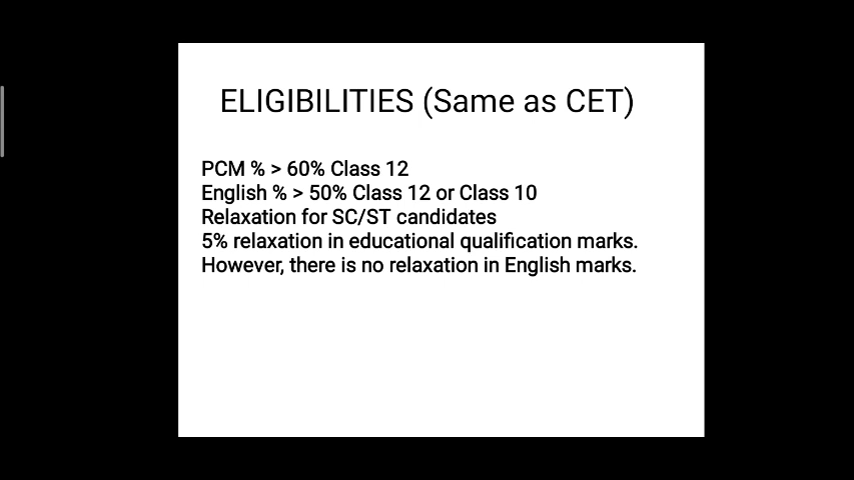 ELIGIBILITIES (Same as CET)
PCM % > 60% Class 12
English % > 50% Class 12 or Class 10
Relaxation for SC/ST candidates
5% relaxation in educational qualification marks.
However, there is no relaxation in English marks.